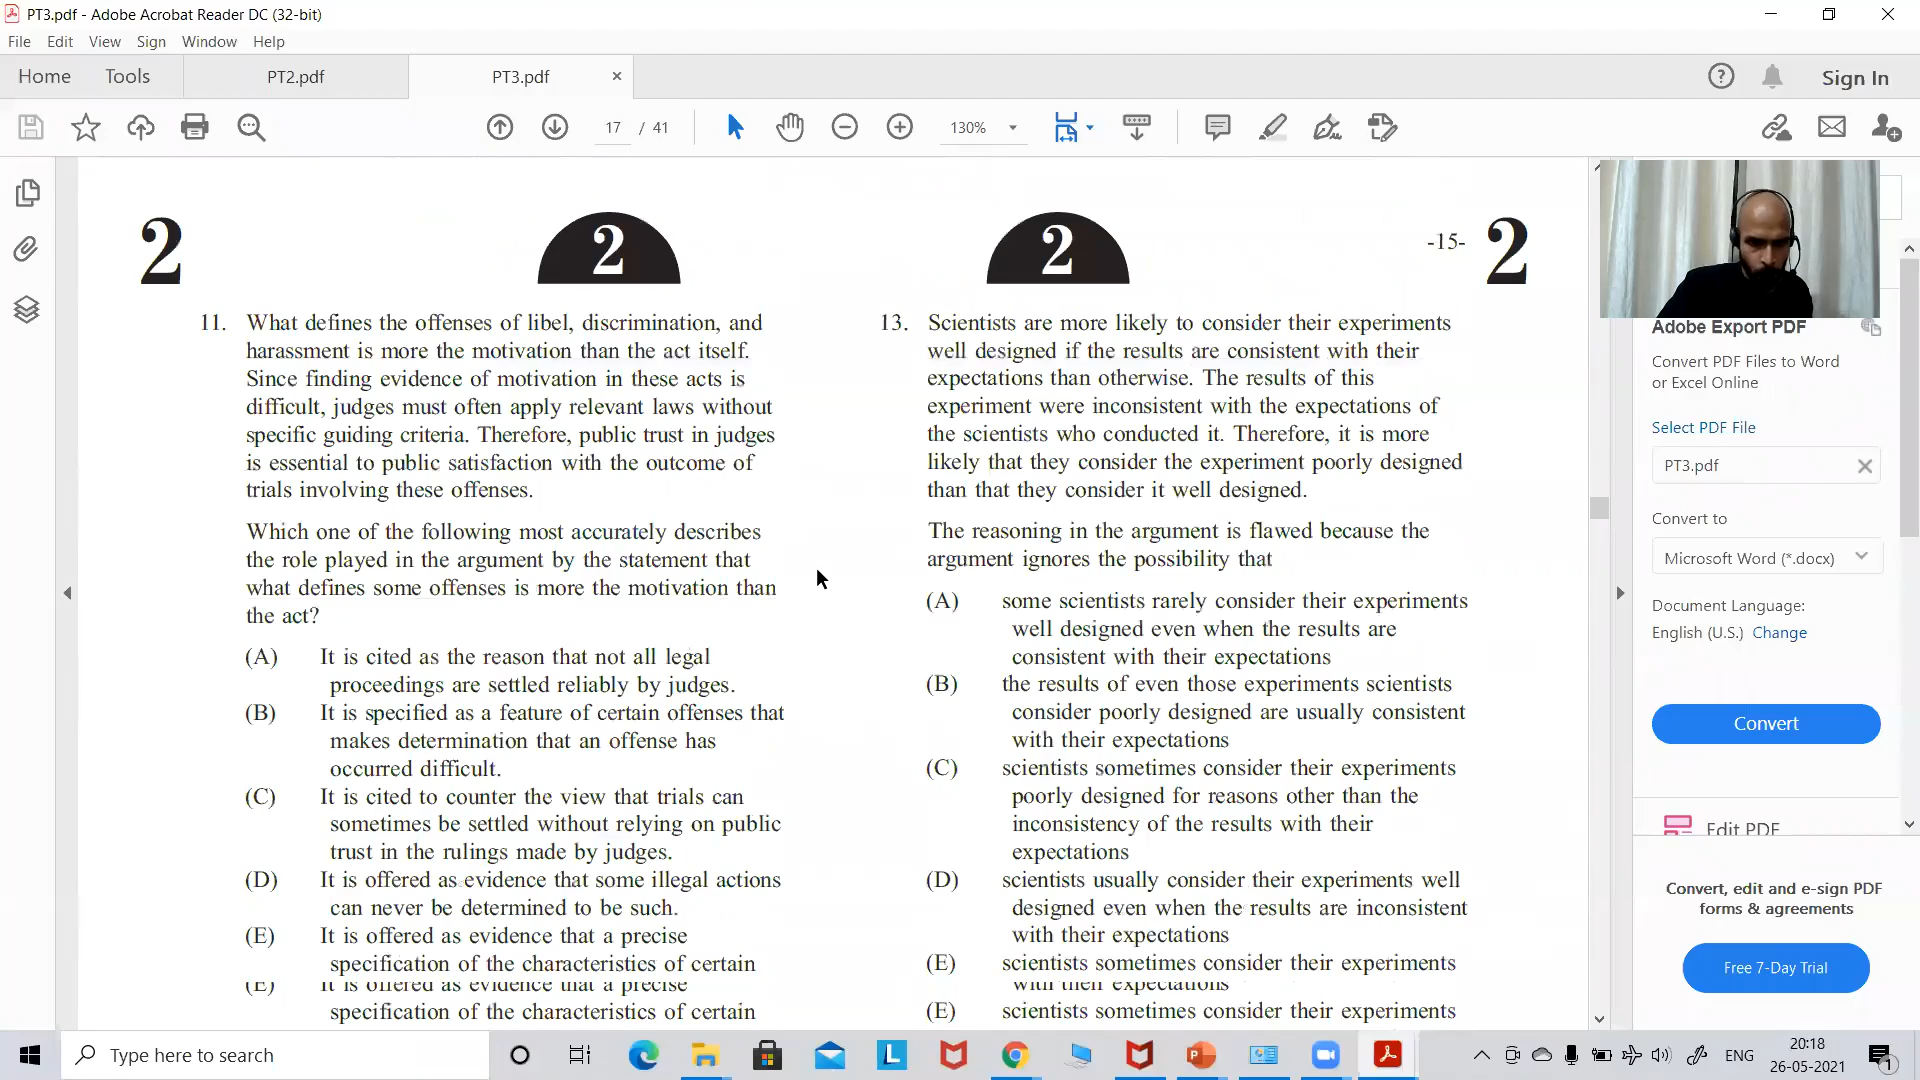 PT3.pdf - Adobe Acrobat Reader DC (32-bit)
File Edit View Sign Window Help
Home Tools PT2.pdf PT3.pdf × Sign In
17 / 41 130%
2 2 2 -15- 2
11. What defines the offenses of libel, discrimination, and
harassment is more the motivation than the act itself.
Since finding evidence of motivation in these acts is
difficult, judges must often apply relevant laws without
specific guiding criteria. Therefore, public trust in judges
is essential to public satisfaction with the outcome of
trials involving these offenses.
Which one of the following most accurately describes
the role played in the argument by the statement that
what defines some offenses is more the motivation than
the act?
(A) It is cited as the reason that not all legal
proceedings are settled reliably by judges.
(B) It is specified as a feature of certain offenses that
makes determination that an offense has
occurred difficult.
(C) It is cited to counter the view that trials can
sometimes be settled without relying on public
trust in the rulings made by judges.
(D) It is offered as evidence that some illegal actions
can never be determined to be such.
(E) It is offered as evidence that a precise
specification of the characteristics of certain
(E) It is offered as evidence that a precise
specification of the characteristics of certain
13. Scientists are more likely to consider their experiments
well designed if the results are consistent with their
expectations than otherwise. The results of this
experiment were inconsistent with the expectations of
the scientists who conducted it. Therefore, it is more
likely that they consider the experiment poorly designed
than that they consider it well designed.
The reasoning in the argument is flawed because the
argument ignores the possibility that
(A) some scientists rarely consider their experiments
well designed even when the results are
consistent with their expectations
(B) the results of even those experiments scientists
consider poorly designed are usually consistent
with their expectations
(C) scientists sometimes consider their experiments
poorly designed for reasons other than the
inconsistency of the results with their
expectations
(D) scientists usually consider their experiments well
designed even when the results are inconsistent
with their expectations
(E) scientists sometimes consider their experiments
with their expectations
(E) scientists sometimes consider their experiments
Adobe Export PDF
Convert PDF Files to Word
or Excel Online
Select PDF File
PT3.pdf
Convert to
Microsoft Word (*.docx)
Document Language:
English (U.S.) Change
Convert
Edit PDF
Convert, edit and e-sign PDF
forms & agreements
Free 7-Day Trial
Type here to search
L
ENG
20:18
26-05-2021
1